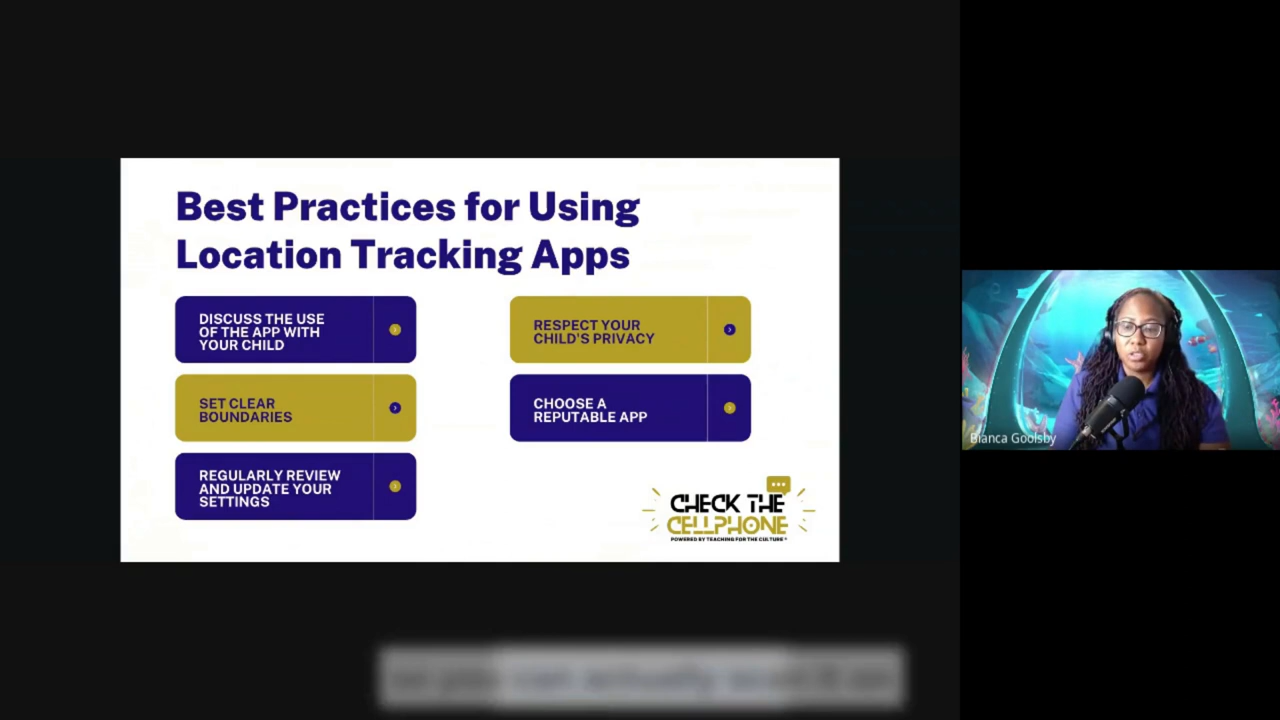 Best Practices for Using
Location Tracking Apps
DISCUSS THE USE
OF THE APP WITH
YOUR CHILD
SET CLEAR
BOUNDARIES
REGULARLY REVIEW
AND UPDATE YOUR
SETTINGS
RESPECT YOUR
CHILD'S PRIVACY
CHOOSE A
REPUTABLE APP
CHECK THE
CELLPHONE
POWERED BY TEACHING FOR THE CULTURE
Bianca Goolsby